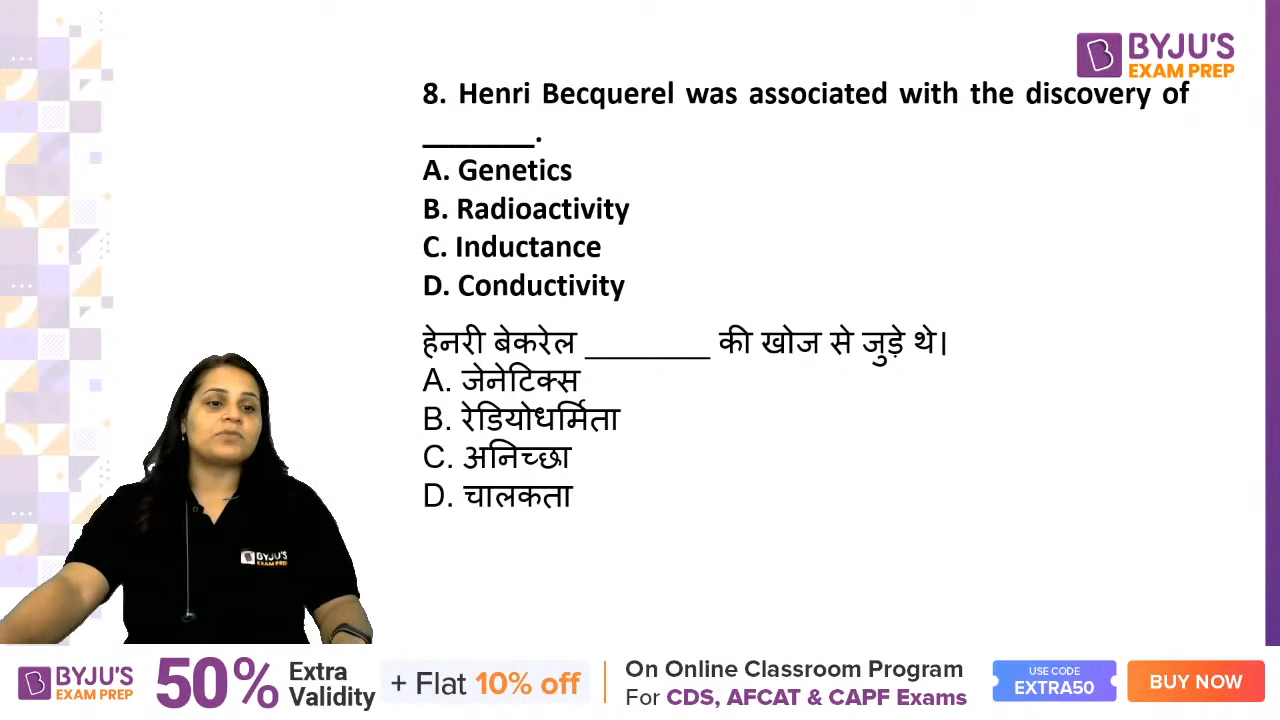 BYJU'S
EXAM PREP
8. Henri Becquerel was associated with the discovery of
_______.
A. Genetics
B. Radioactivity
C. Inductance
D. Conductivity
हेनरी बेकरेल ________ की खोज से जुड़े थे।
A. जेनेटिक्स
B. रेडियोधर्मिता
C. अनिच्छा
D. चालकता
BYJU'S
EXAM PREP
BYJU'S
EXAM PREP
50% Extra Validity
+ Flat 10% off
On Online Classroom Program
For CDS, AFCAT & CAPF Exams
USE CODE
EXTRA50
BUY NOW